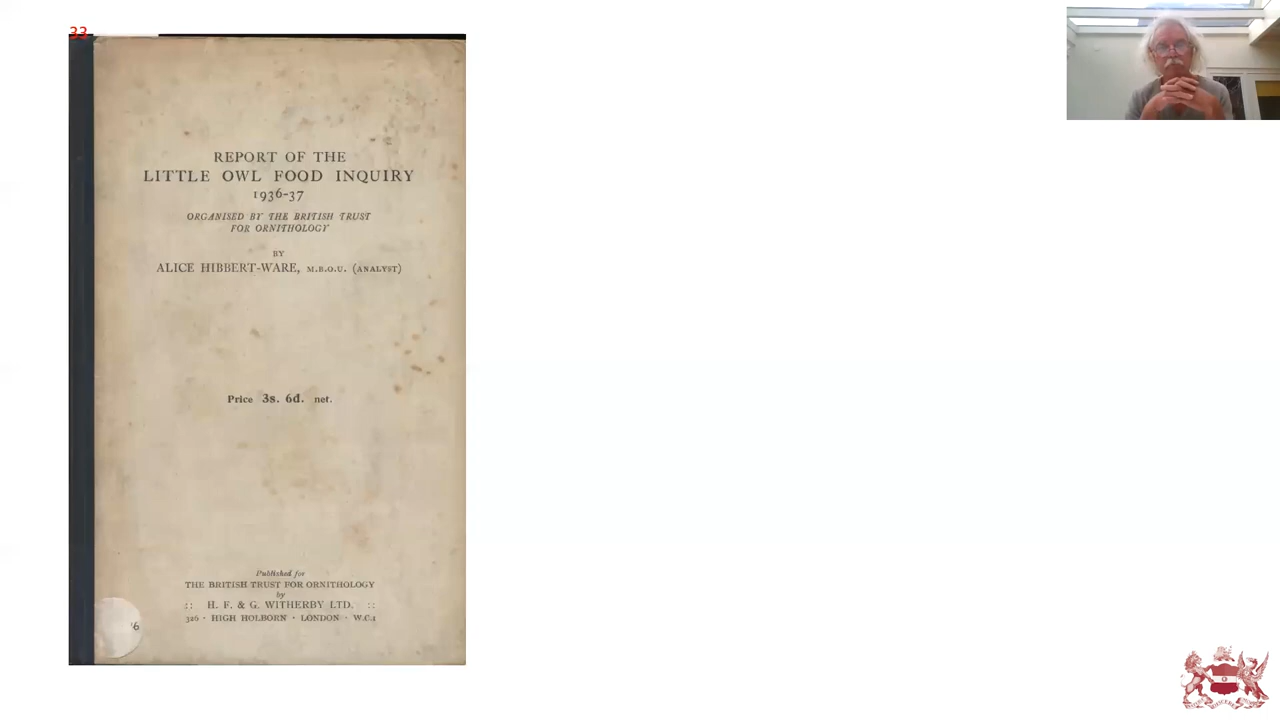 33
REPORT OF THE
LITTLE OWL FOOD INQUIRY
1936-37
ORGANISED BY THE BRITISH TRUST
FOR ORNITHOLOGY
BY
ALICE HIBBERT-WARE, M.B.O.U. (ANALYST)
Price 3s. 6d. net.
Published for
THE BRITISH TRUST FOR ORNITHOLOGY
by
:: H. F. & G. WITHERBY LTD. ::
326 · HIGH HOLBORN · LONDON · W.C.1
'6